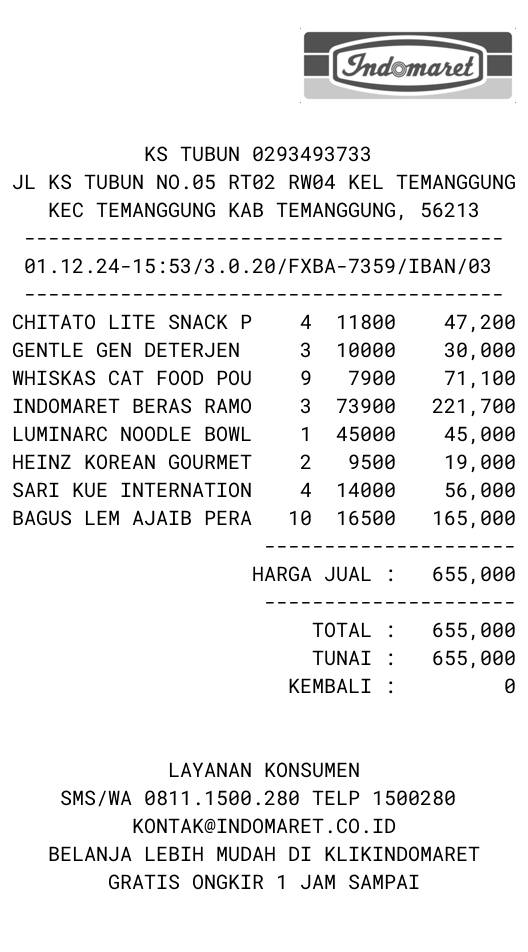 Indomaret
KS TUBUN 0293493733
JL KS TUBUN NO.05 RT02 RW04 KEL TEMANGGUNG
KEC TEMANGGUNG KAB TEMANGGUNG, 56213
----------------------------------------
01.12.24-15:53/3.0.20/FXBA-7359/IBAN/03
----------------------------------------
CHITATO LITE SNACK P 4 11800 47,200
GENTLE GEN DETERJEN 3 10000 30,000
WHISKAS CAT FOOD POU 9 7900 71,100
INDOMARET BERAS RAMO 3 73900 221,700
LUMINARC NOODLE BOWL 1 45000 45,000
HEINZ KOREAN GOURMET 2 9500 19,000
SARI KUE INTERNATION 4 14000 56,000
BAGUS LEM AJAIB PERA 10 16500 165,000
---------------------
HARGA JUAL : 655,000
---------------------
TOTAL : 655,000
TUNAI : 655,000
KEMBALI : 0
LAYANAN KONSUMEN
SMS/WA 0811.1500.280 TELP 1500280
KONTAK@INDOMARET.CO.ID
BELANJA LEBIH MUDAH DI KLIKINDOMARET
GRATIS ONGKIR 1 JAM SAMPAI